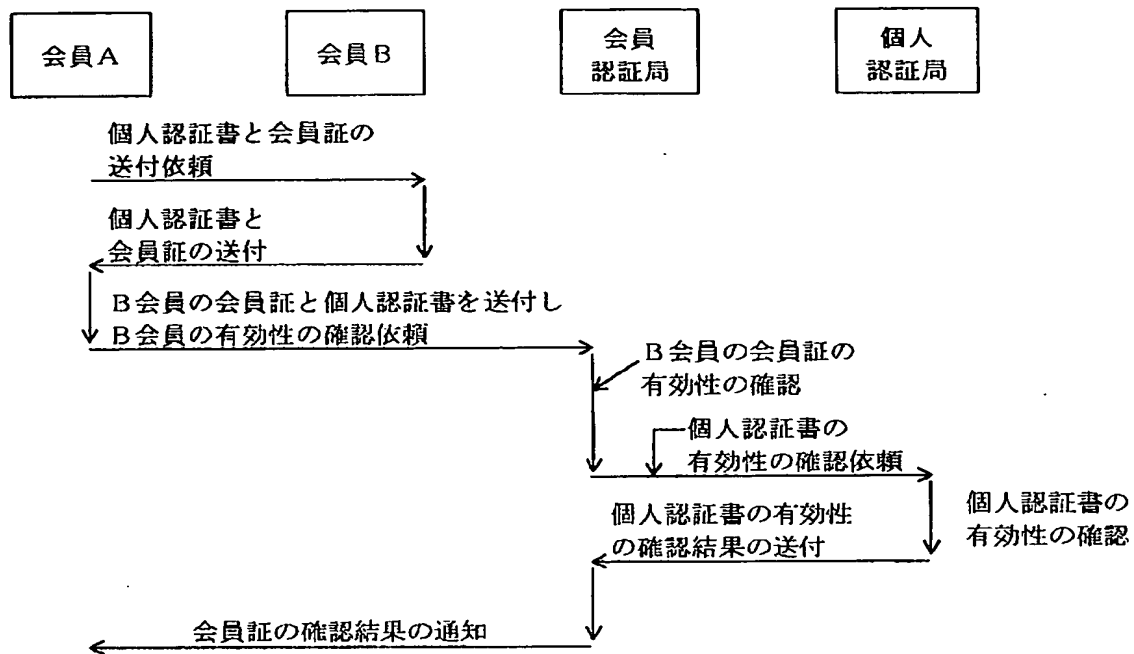 会員A
会員B
会員
認証局
個人
認証局
個人認証書と会員証の
送付依頼
個人認証書と
会員証の送付
B会員の会員証と個人認証書を送付し
B会員の有効性の確認依頼
B会員の会員証の
有効性の確認
個人認証書の
有効性の確認依頼
個人認証書の有効性
の確認結果の送付
個人認証書の
有効性の確認
会員証の確認結果の通知